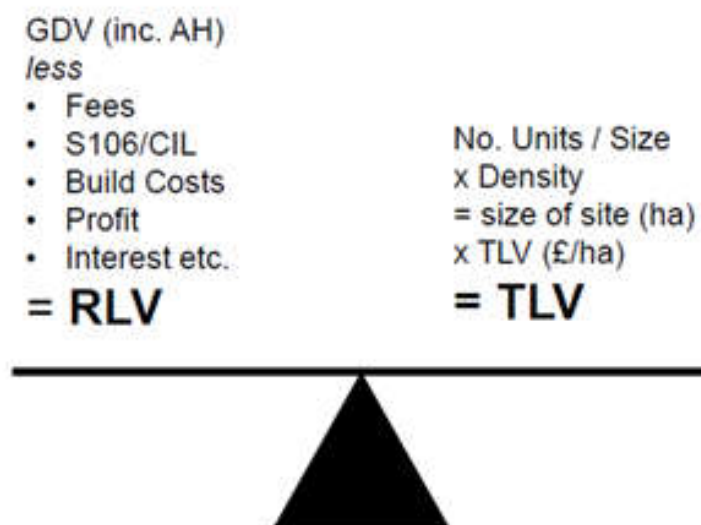 GDV (inc. AH)
less
• Fees
• S106/CIL
• Build Costs
• Profit
• Interest etc.
= RLV
No. Units / Size
x Density
= size of site (ha)
x TLV (£/ha)
= TLV